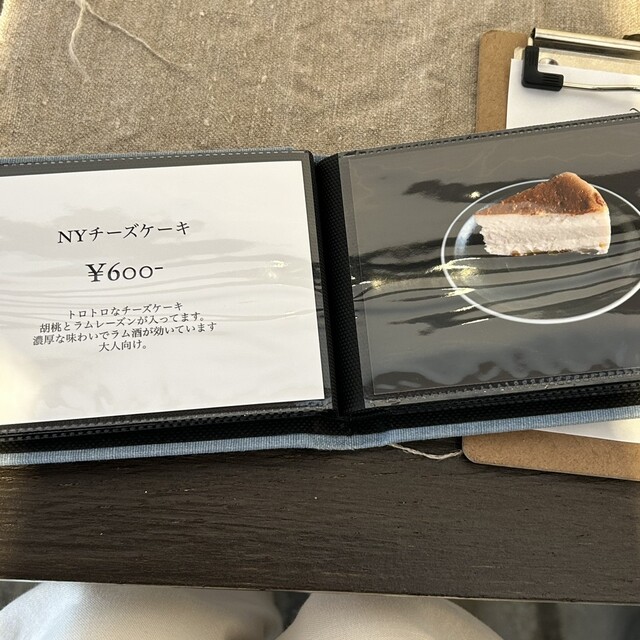 NYチーズケーキ
¥600-
トロトロなチーズケーキ
胡桃とラムレーズンが入ってます。
濃厚な味わいでラム酒が効いています
大人向け。